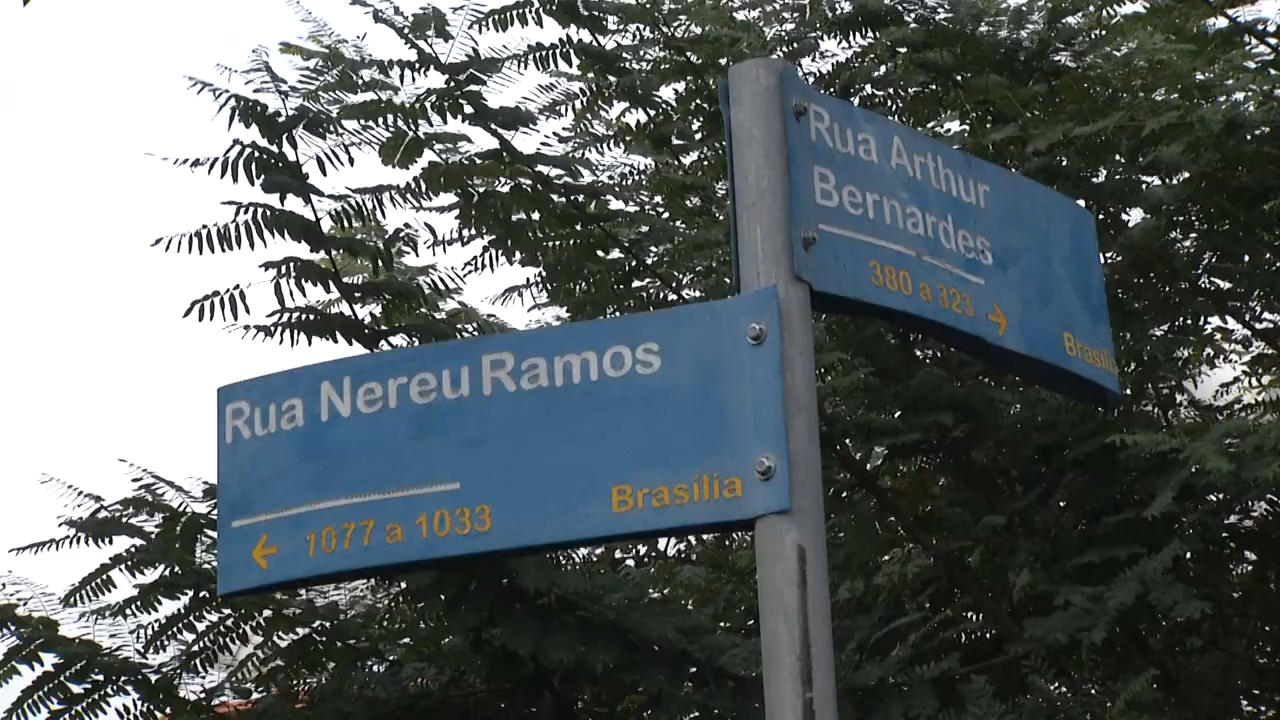 Rua Arthur
Bernardes
380 a 323 →
Brasília
Rua Nereu Ramos
Brasília
← 1077 a 1033